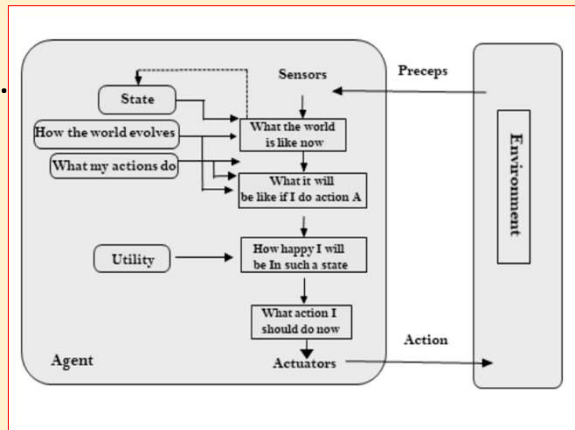 Sensors
Preceps
State
How the world evolves
What the world
is like now
What my actions do
What it will
be like if I do action A
Environment
Utility
How happy I will
be In such a state
What action I
should do now
Action
Agent
Actuators